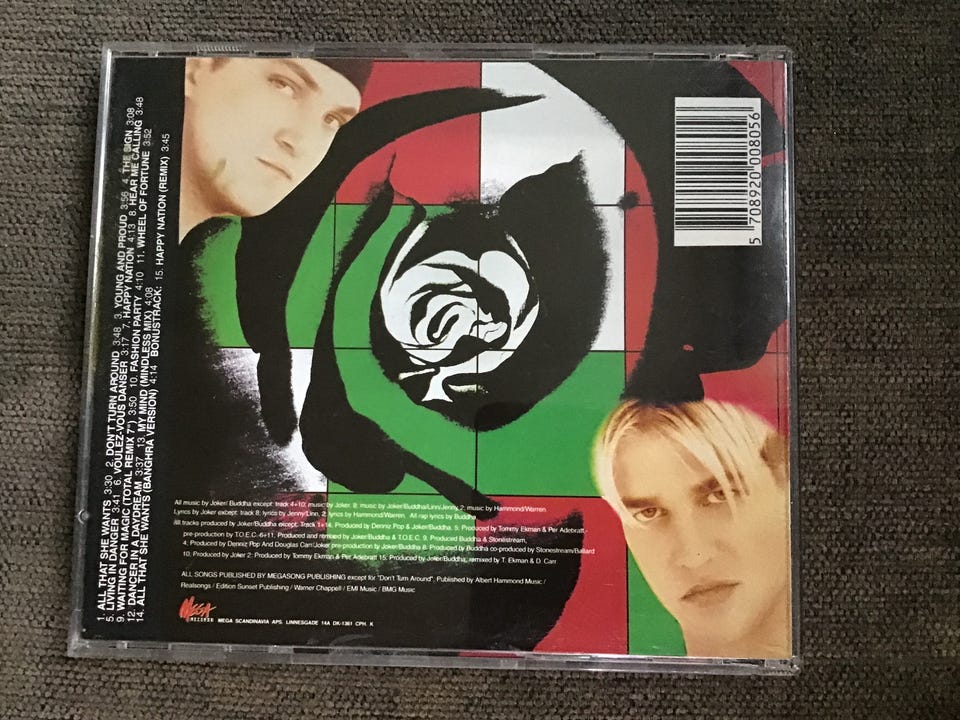 1. ALL THAT SHE WANTS 3:30 2. DON'T TURN AROUND 3:48 3. YOUNG AND PROUD 3:56 4. THE SIGN 3:08
5. LIVING IN DANGER 3:41 6. VOULEZ-VOUS DANSER 3:17 7. HAPPY NATION 4:13 8. HEAR ME CALLING 3:48
9. WAITING FOR MAGIC (TOTAL REMIX 7") 3:50 10. FASHION PARTY 4:10 11. WHEEL OF FORTUNE 3:52
12. DANCER IN A DAYDREAM 3:37 13. MY MIND (MINDLESS MIX) 4:08
14. ALL THAT SHE WANTS (BANGHRA VERSION) 4:14 BONUSTRACK: 15. HAPPY NATION (REMIX) 3:45
5 708920 008056
All music by Joker/ Buddha except: track 4+10; music by Joker. 8; music by Joker/Buddha/Linn/Jenny, 2; music by Hammond/Warren.
Lyrics by Joker except: track 8; lyrics by Jenny/Linn, 2; lyrics by Hammond/Warren. All rap lyrics by Buddha
All tracks produced by Joker/Buddha except: Track 1+14, Produced by Denniz Pop & Joker/Buddha. 5; Produced by Tommy Ekman & Per Adebratt
pre-production by T.O.E.C. 6+11, Produced and remixed by Joker/Buddha & T.O.E.C. 9, Produced Buddha & Stonilstream,
4; Produced by Denniz Pop And Douglas Carr/Joker pre-production by Joker/Buddha 8; Produced by Buddha co-produced by Stonestream/Ballard
10; Produced by Joker 2; Produced by Tommy Ekman & Per Adebratt 15; Produced by Joker/Buddha, remixed by T. Ekman & D. Carr.
ALL SONGS PUBLISHED BY MEGASONG PUBLISHING except for "Don't Turn Around", Published by Albert Hammond Music /
Realsongs / Edition Sunset Publishing / Warner Chappell / EMI Music / BMG Music
MEGA
RECORDS MEGA SCANDINAVIA APS. LINNESGADE 14A DK-1361 CPH. K